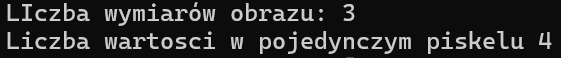 LIczba wymiarów obrazu: 3
Liczba wartosci w pojedynczym piskelu 4